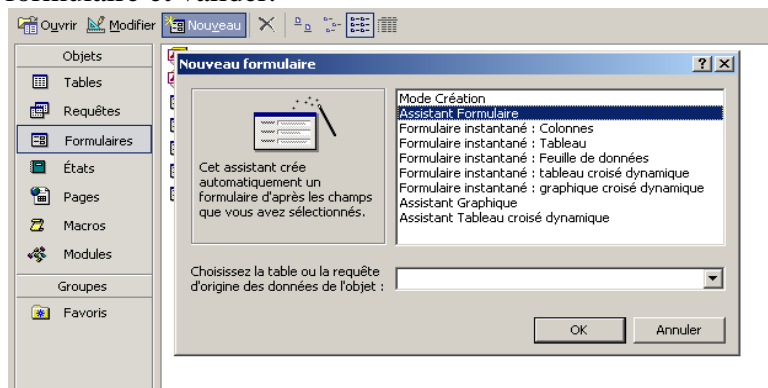 formulaire et valider.
Ouvrir Modifier Nouveau
Objets
Tables
Requêtes
Formulaires
États
Pages
Macros
Modules
Groupes
Favoris
Nouveau formulaire
Cet assistant crée
automatiquement un
formulaire d'après les champs
que vous avez sélectionnés.
Mode Création
Assistant Formulaire
Formulaire instantané : Colonnes
Formulaire instantané : Tableau
Formulaire instantané : Feuille de données
Formulaire instantané : tableau croisé dynamique
Formulaire instantané : graphique croisé dynamique
Assistant Graphique
Assistant Tableau croisé dynamique
Choisissez la table ou la requête
d'origine des données de l'objet :
OK Annuler